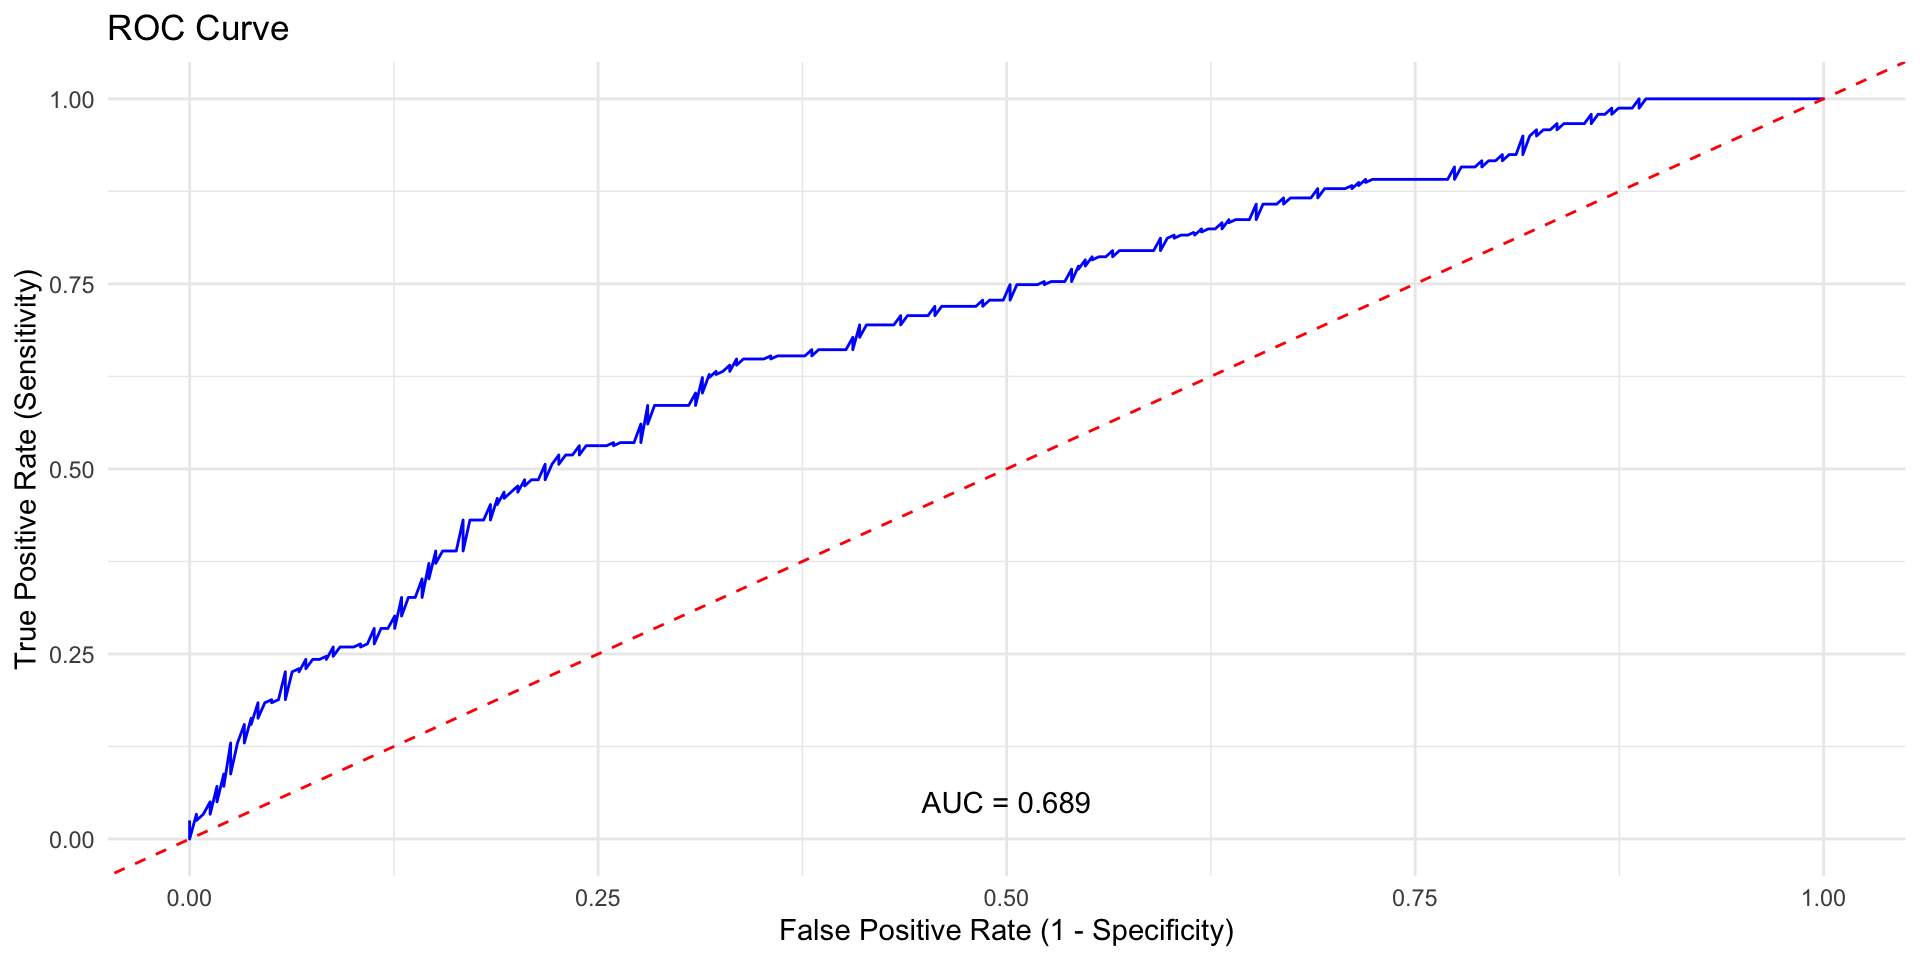 ROC Curve
True Positive Rate (Sensitivity)
1.00
0.75
0.50
0.25
0.00
AUC = 0.689
0.00 0.25 0.50 0.75 1.00
False Positive Rate (1 - Specificity)